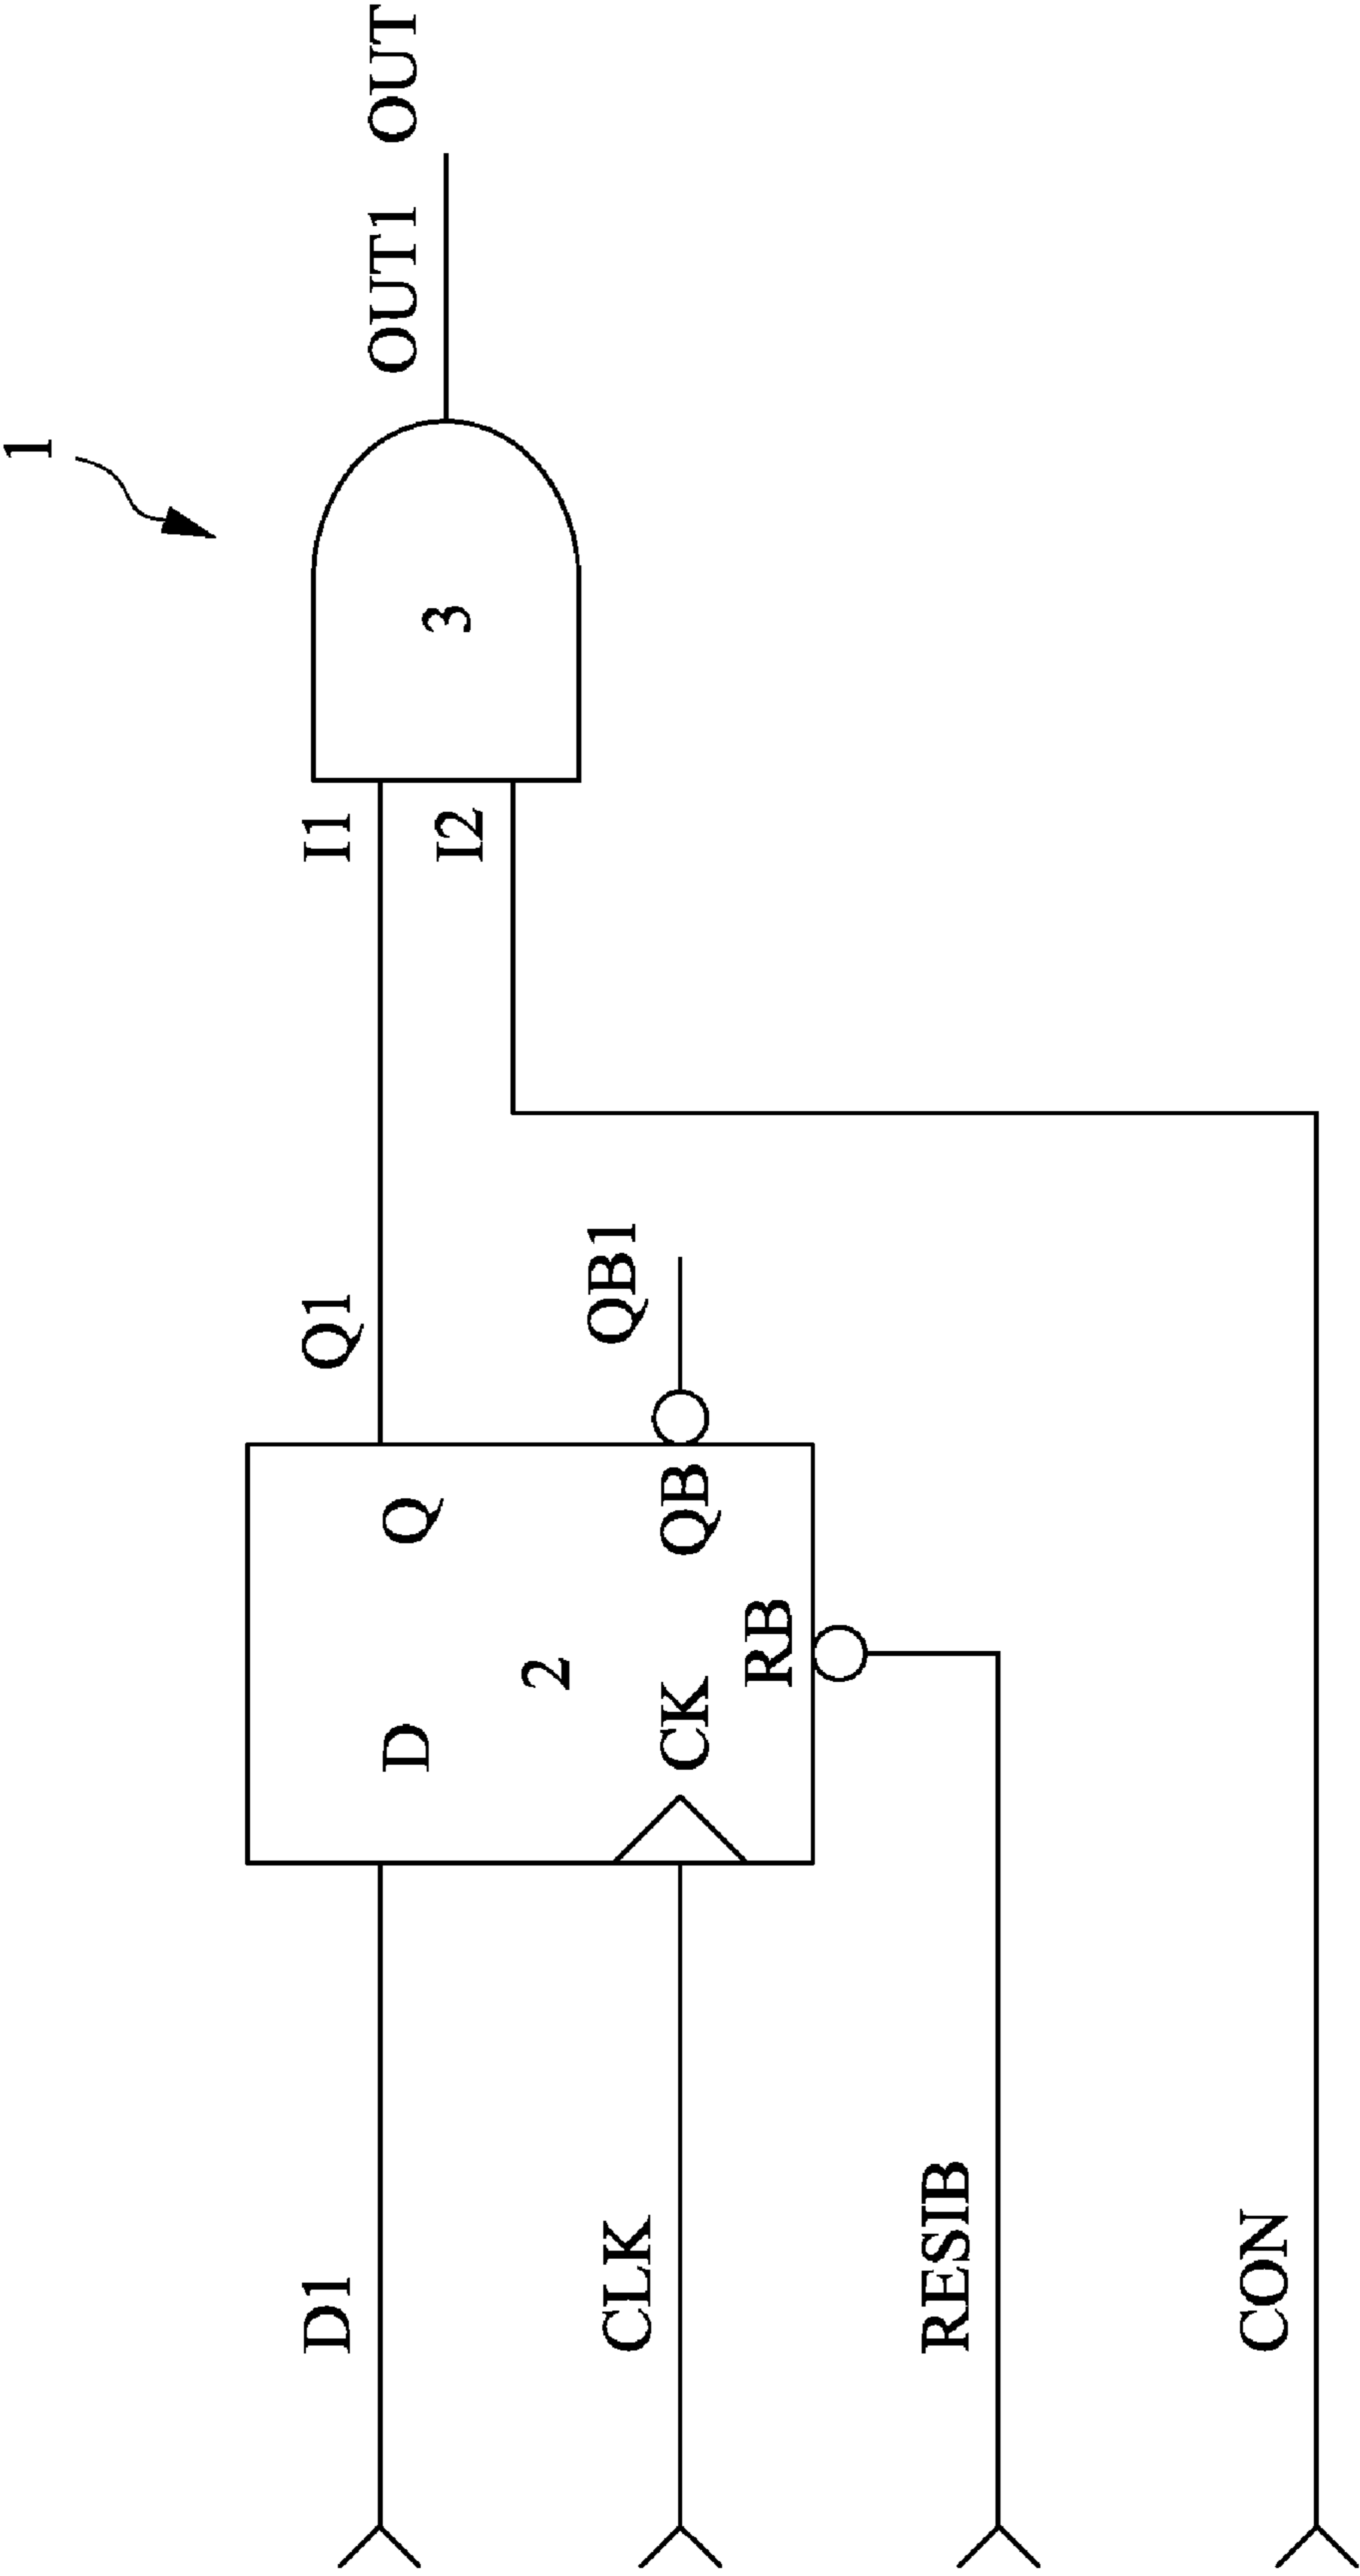 1
OUT1 OUT
D1
Q1
I1
D
Q
3
I2
2
CLK
CK
QB
QB1
RB
RESIB
CON